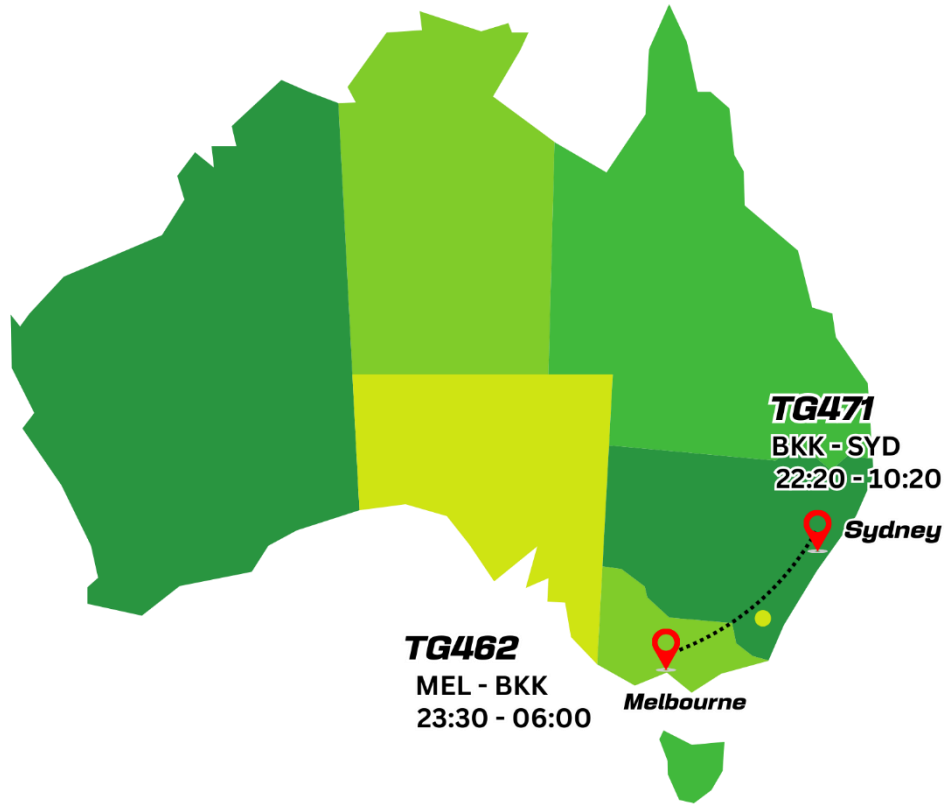 TG471
BKK - SYD
22:20 - 10:20
Sydney
TG462
MEL - BKK
23:30 - 06:00
Melbourne